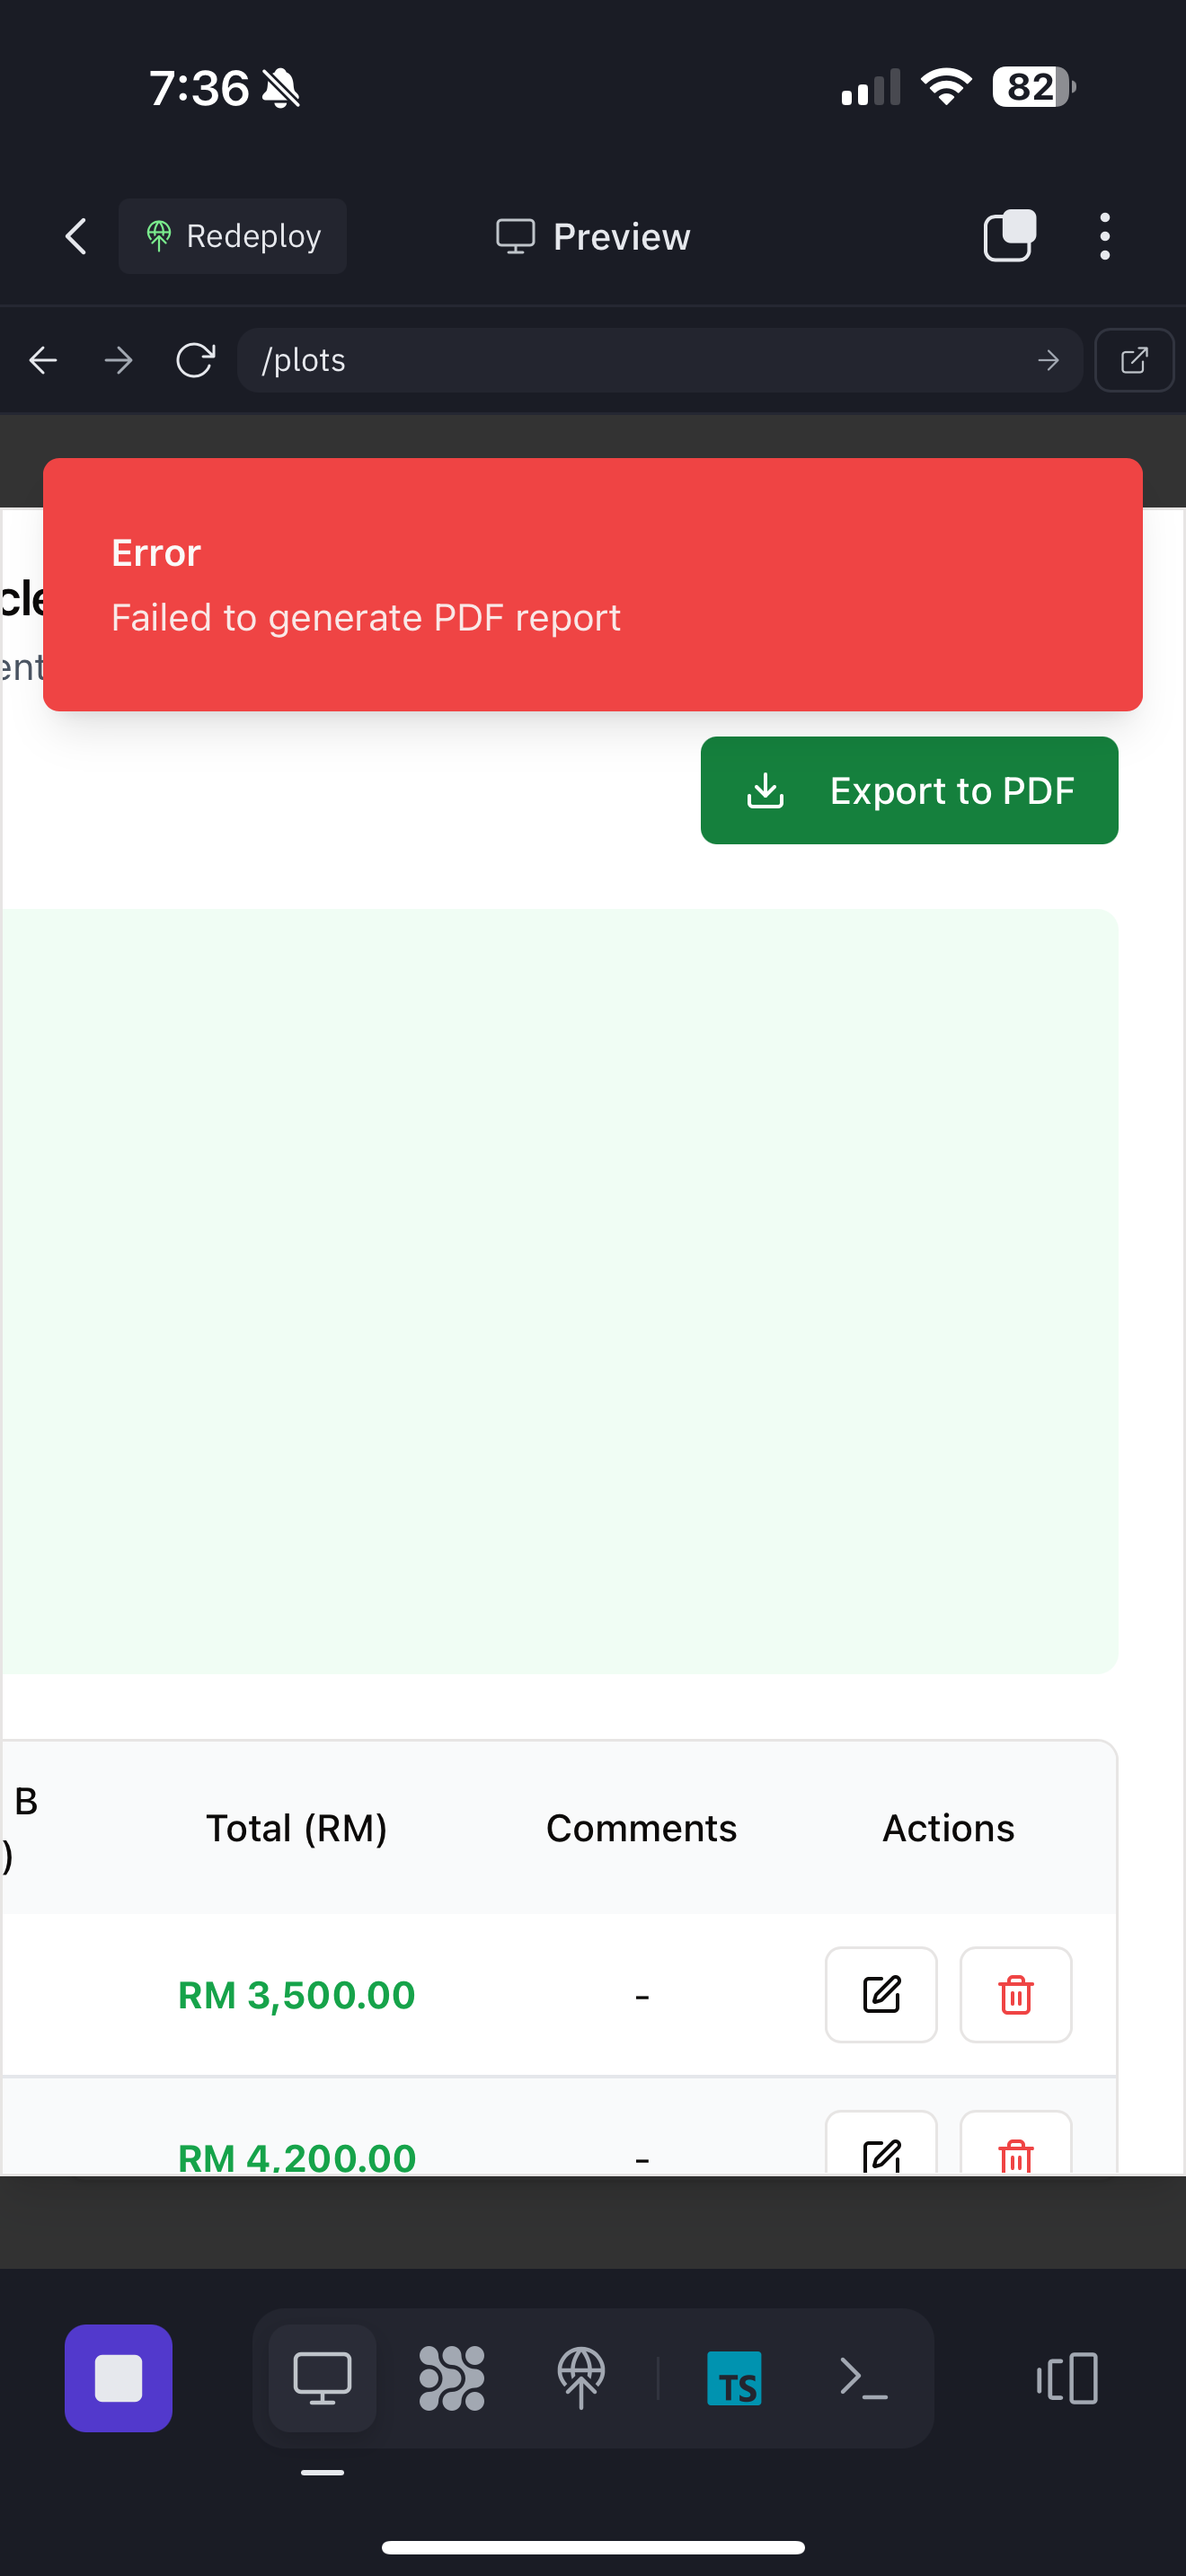 7:36
82
Redeploy
Preview
/plots
Error
Failed to generate PDF report
cle
ent
Export to PDF
B
)
Total (RM)
Comments
Actions
RM 3,500.00
-
RM 4,200.00
-
TS